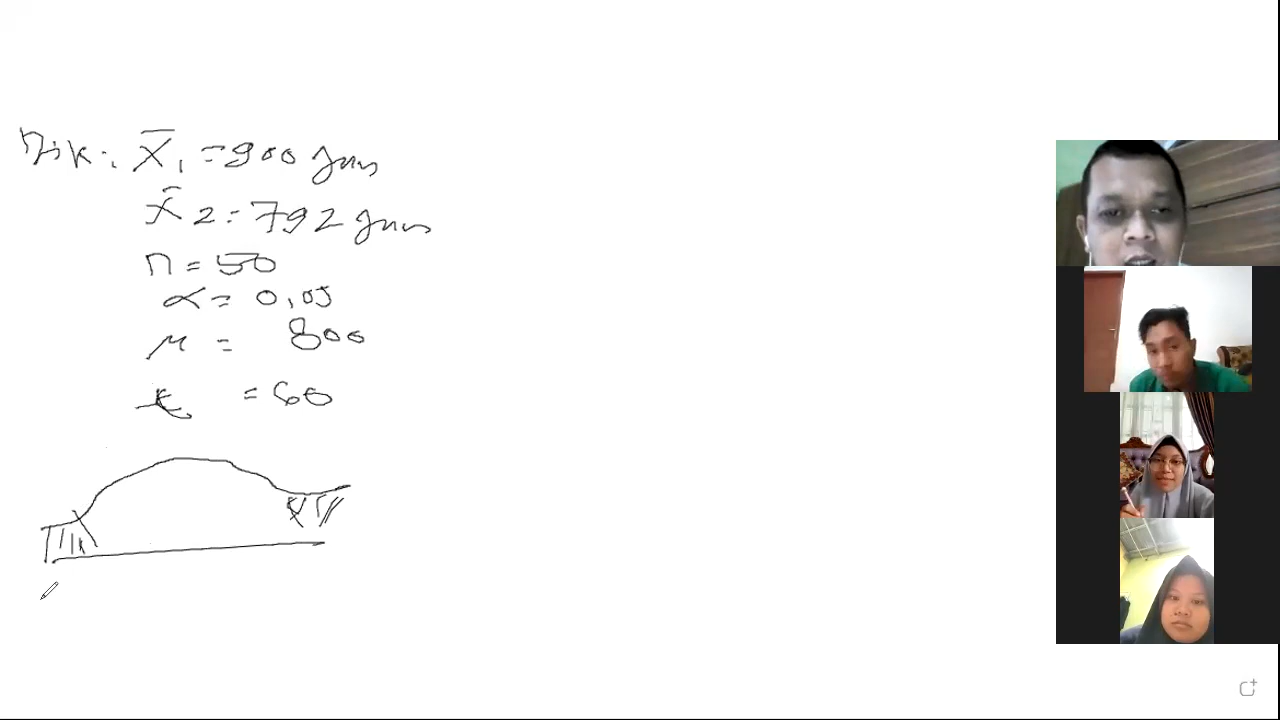 Dik : X̄₁ = 900 gram
X̄ 2 = 792 gram
n = 50
α = 0,05
μ = 800
= 60